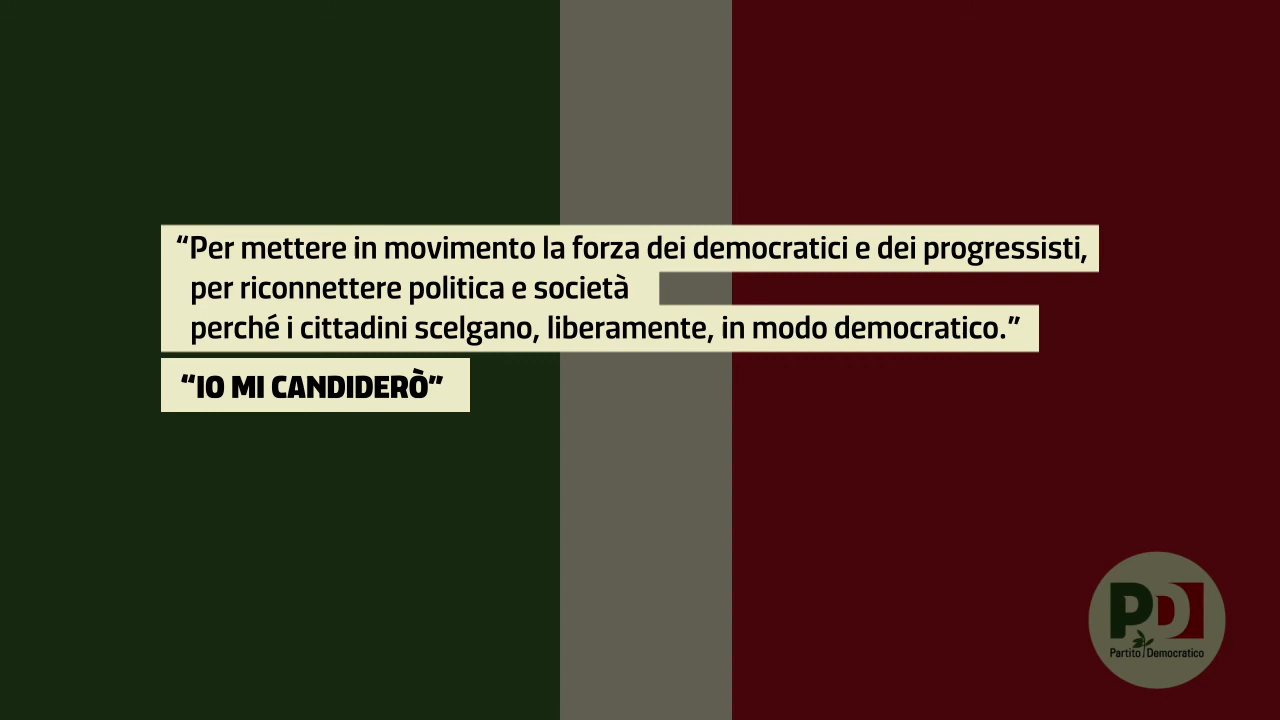 “Per mettere in movimento la forza dei democratici e dei progressisti,
per riconnettere politica e società
perché i cittadini scelgano, liberamente, in modo democratico.”
“IO MI CANDIDERÒ”
PD
Partito Democratico